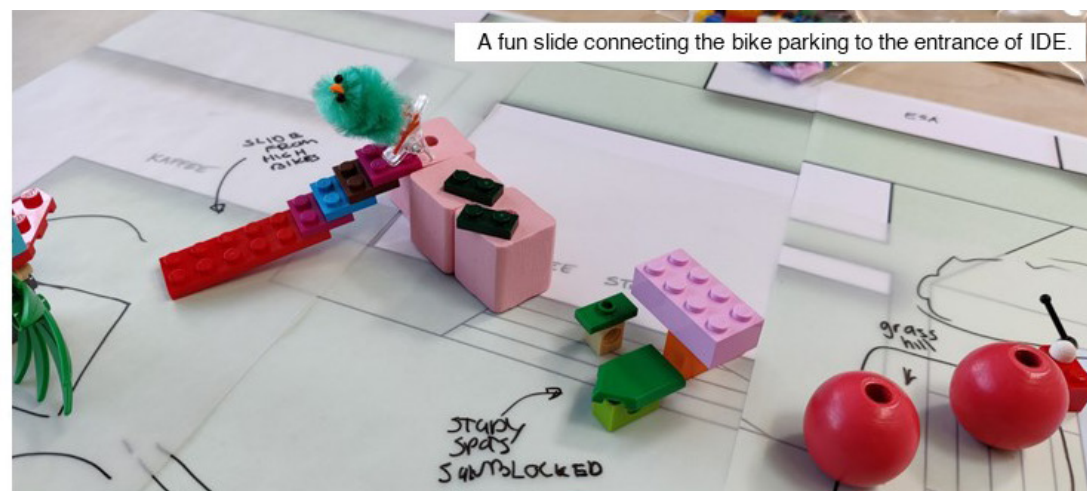 A fun slide connecting the bike parking to the entrance of IDE.
ESA
SLIDE
FROM
HIGH
BIKES
KAFFEE
grass
hill
STUDY
SPOS
SUNBLOCKED